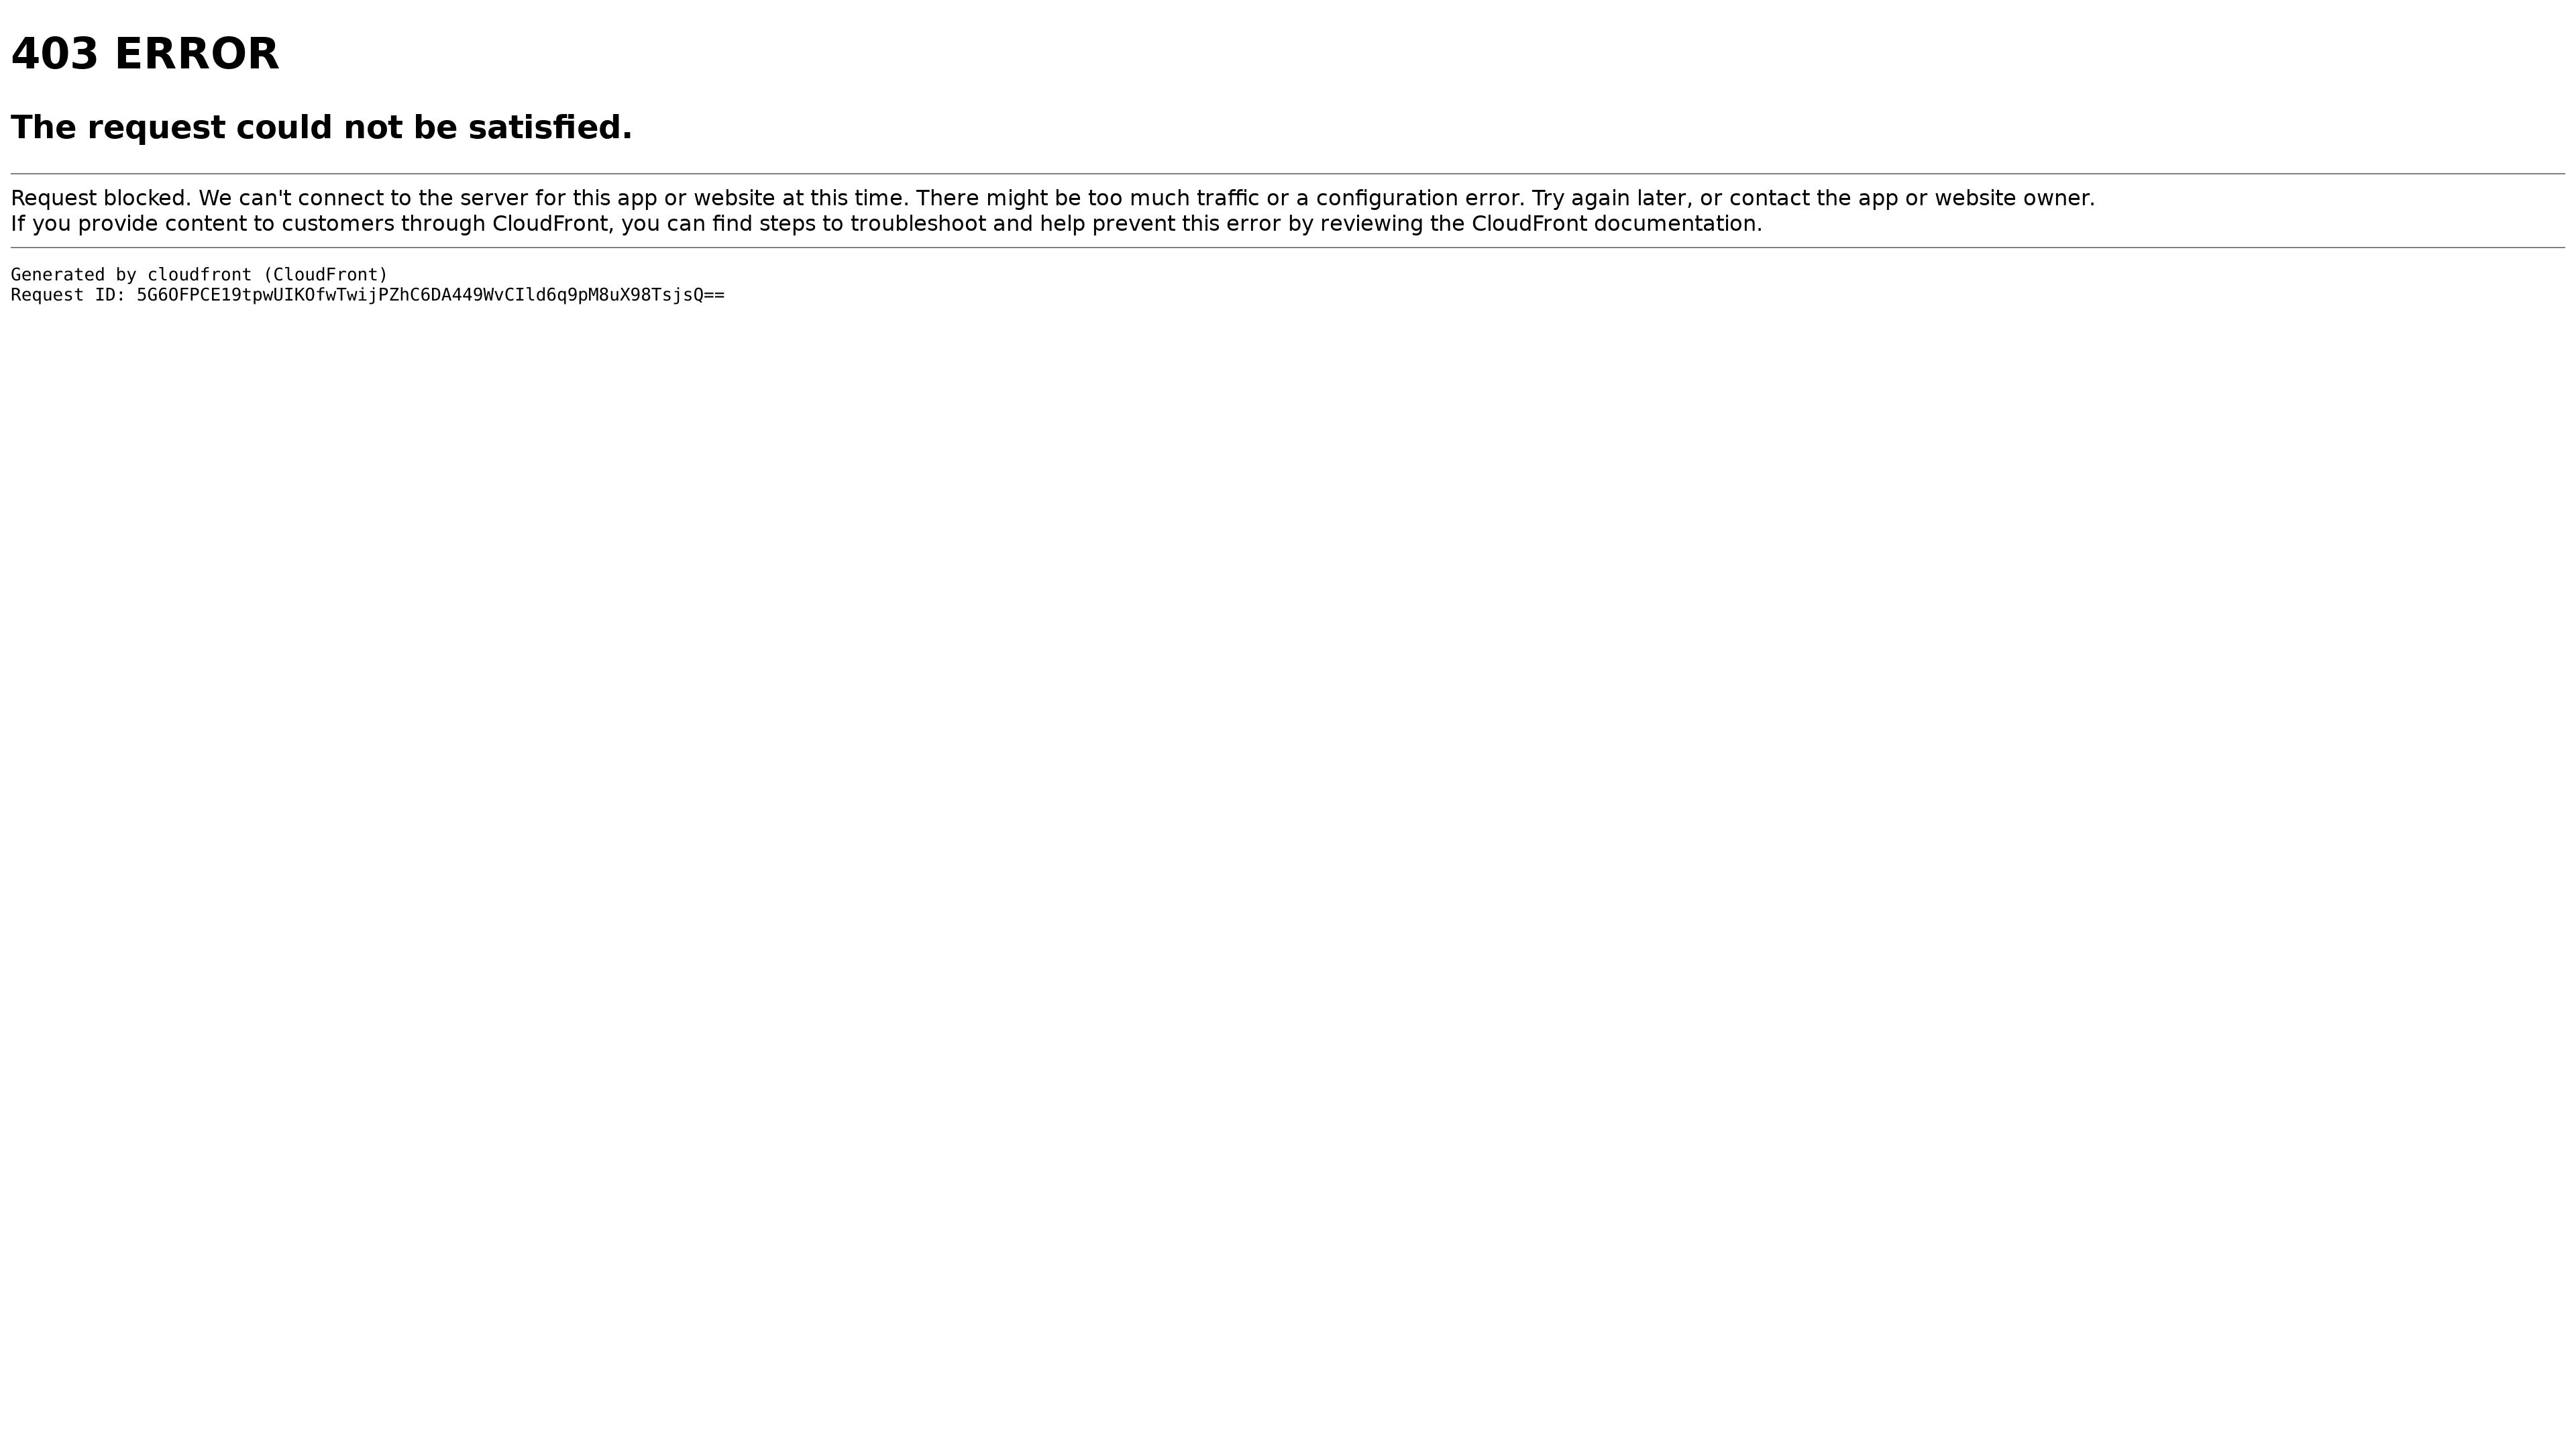 403 ERROR
The request could not be satisfied.
Request blocked. We can't connect to the server for this app or website at this time. There might be too much traffic or a configuration error. Try again later, or contact the app or website owner.
If you provide content to customers through CloudFront, you can find steps to troubleshoot and help prevent this error by reviewing the CloudFront documentation.
Generated by cloudfront (CloudFront)
Request ID: 5G6OFPCE19tpwUIKOfwTwijPZhC6DA449WvCIld6q9pM8uX98TsjsQ==